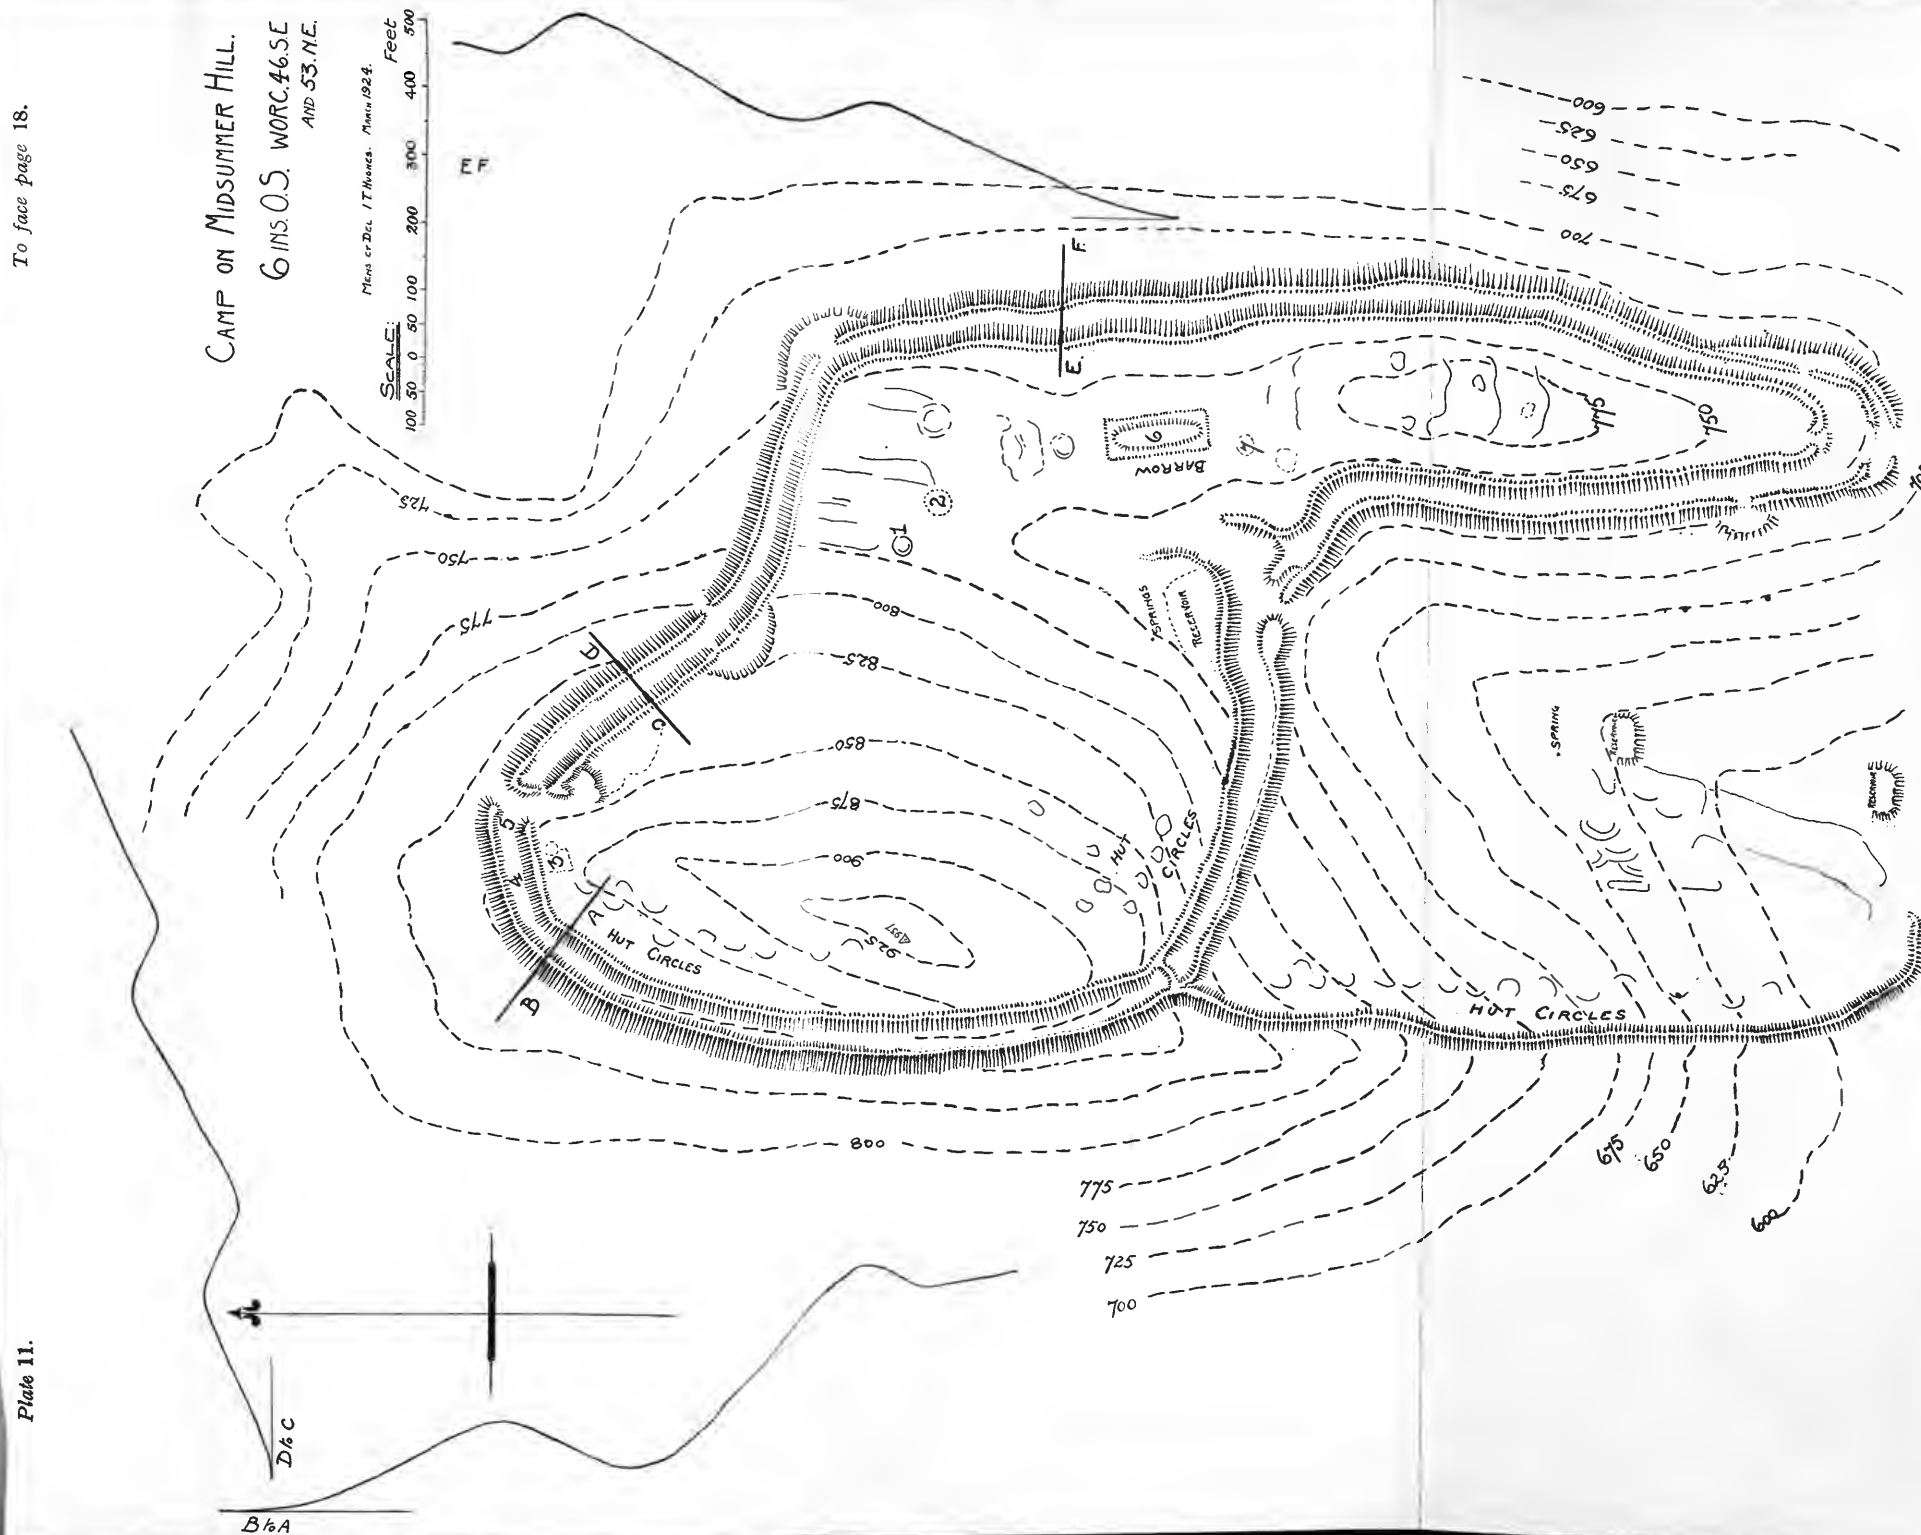 To face page 18.
Plate 11.
CAMP ON MIDSUMMER HILL.
6 INS. O.S. WORC. 46. S.E
AND 53. N.E.
MENS ET DEL I T HUGHES. MARCH 1924.
SCALE:
100 50 0 50 100 200 300 400 500
Feet
EF
600
625
650
675
700
F.
E.
725
750
775
BARROW
6
7
2
1
775
750
700
SPRINGS
RESERVOIR
800
825
850
875
900
925
△937
D
C
5
4
3
A
B
HUT
CIRCLES
HUT
CIRCLES
SPRING
RESERVOIR
RESERVOIR
HUT CIRCLES
800
775
750
725
700
675
650
625
600
D to C
B to A